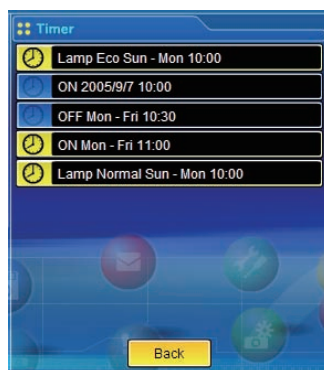 Timer
Lamp Eco Sun - Mon 10:00
ON 2005/9/7 10:00
OFF Mon - Fri 10:30
ON Mon - Fri 11:00
Lamp Normal Sun - Mon 10:00
Back